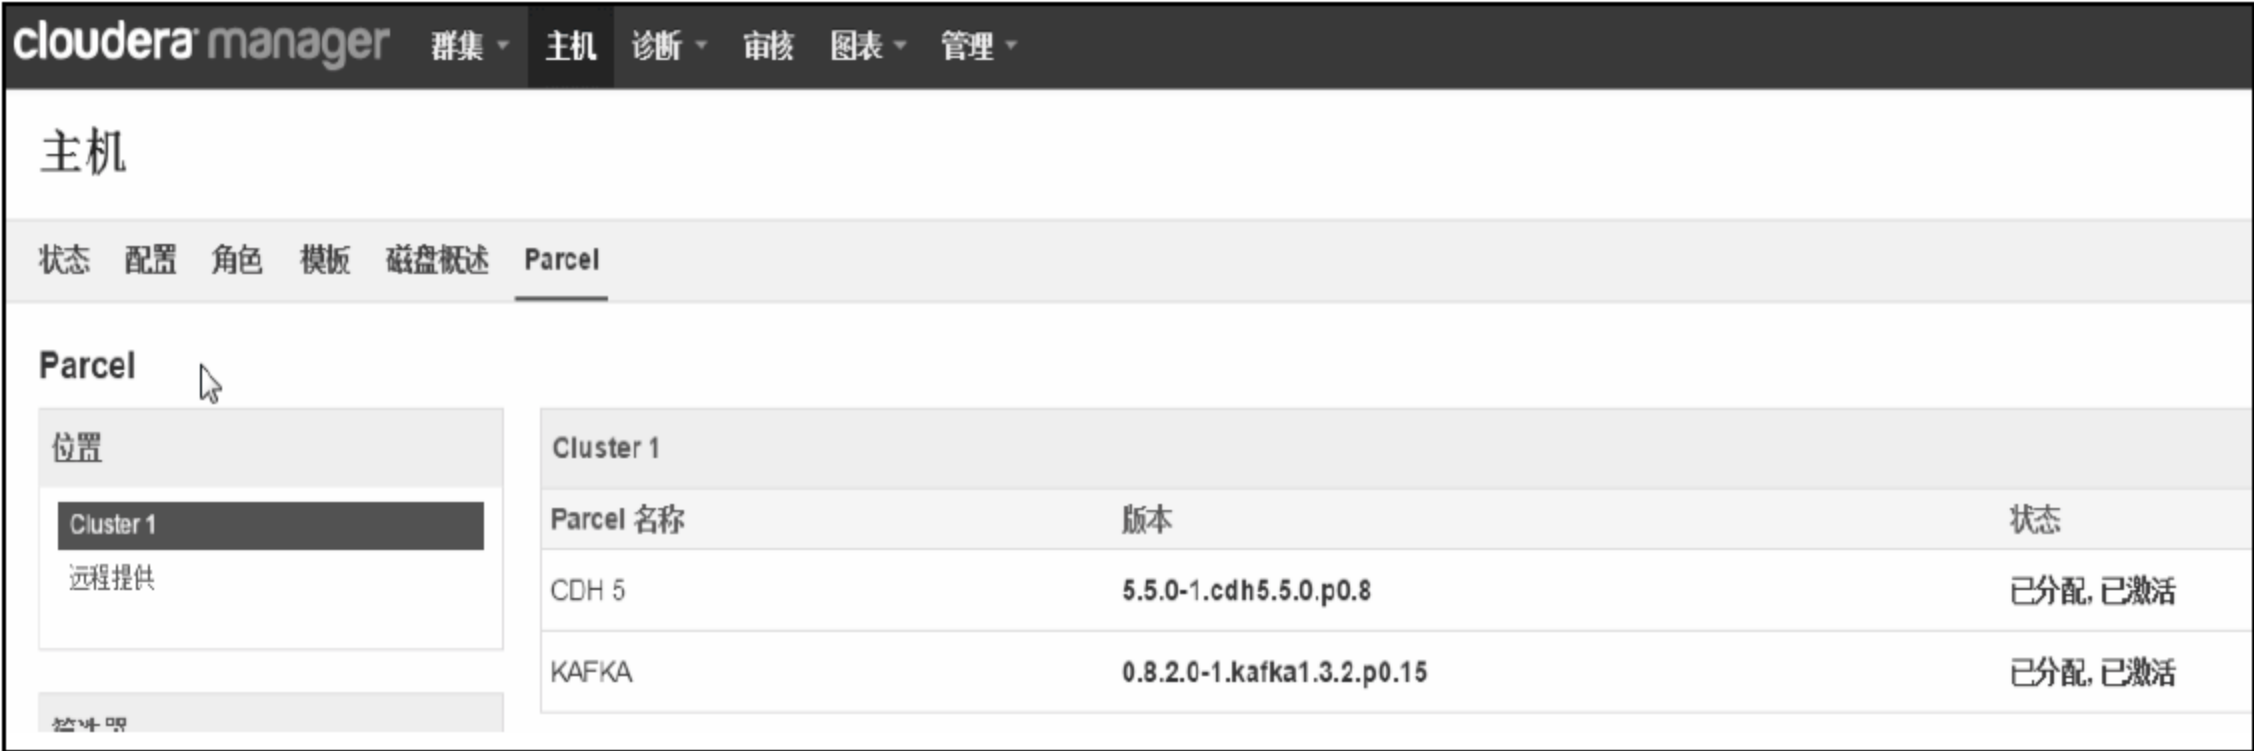 cloudera manager 群集 主机 诊断 审核 图表 管理
主机
状态 配置 角色 模板 磁盘概述 Parcel
Parcel
位置
Cluster 1
远程提供
筛选器
Cluster 1
Parcel 名称 版本 状态
CDH 5 5.5.0-1.cdh5.5.0.p0.8 已分配, 已激活
KAFKA 0.8.2.0-1.kafka1.3.2.p0.15 已分配, 已激活